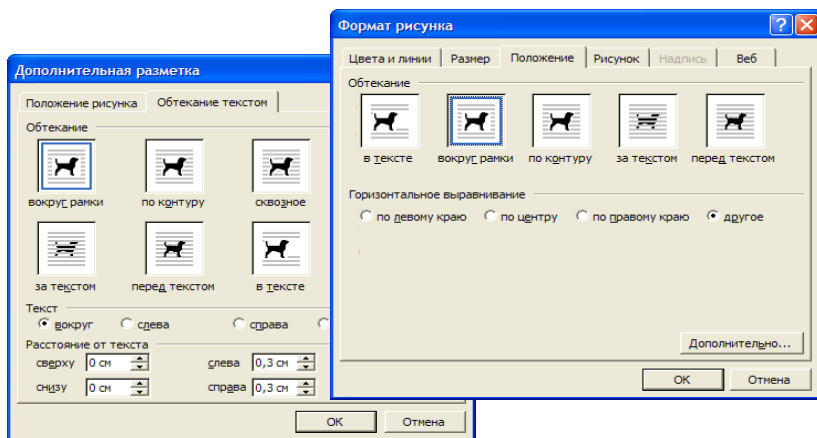 Формат рисунка
Цвета и линии Размер Положение Рисунок Надпись Веб
Обтекание
в тексте вокруг рамки по контуру за текстом перед текстом
Горизонтальное выравнивание
по левому краю по центру по правому краю другое
Дополнительно...
ОК Отмена
Дополнительная разметка
Положение рисунка Обтекание текстом
Обтекание
вокруг рамки по контуру сквозное
за текстом перед текстом в тексте
Текст
вокруг слева справа
Расстояние от текста
сверху 0 см слева 0,3 см
снизу 0 см справа 0,3 см
ОК Отмена